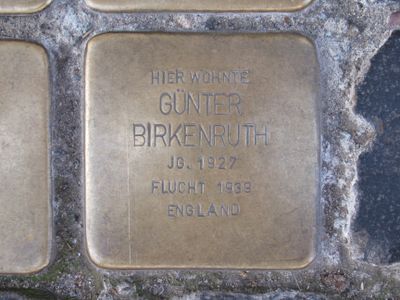 HIER WOHNTE
GÜNTER
BIRKENRUTH
JG. 1927
FLUCHT 1939
ENGLAND